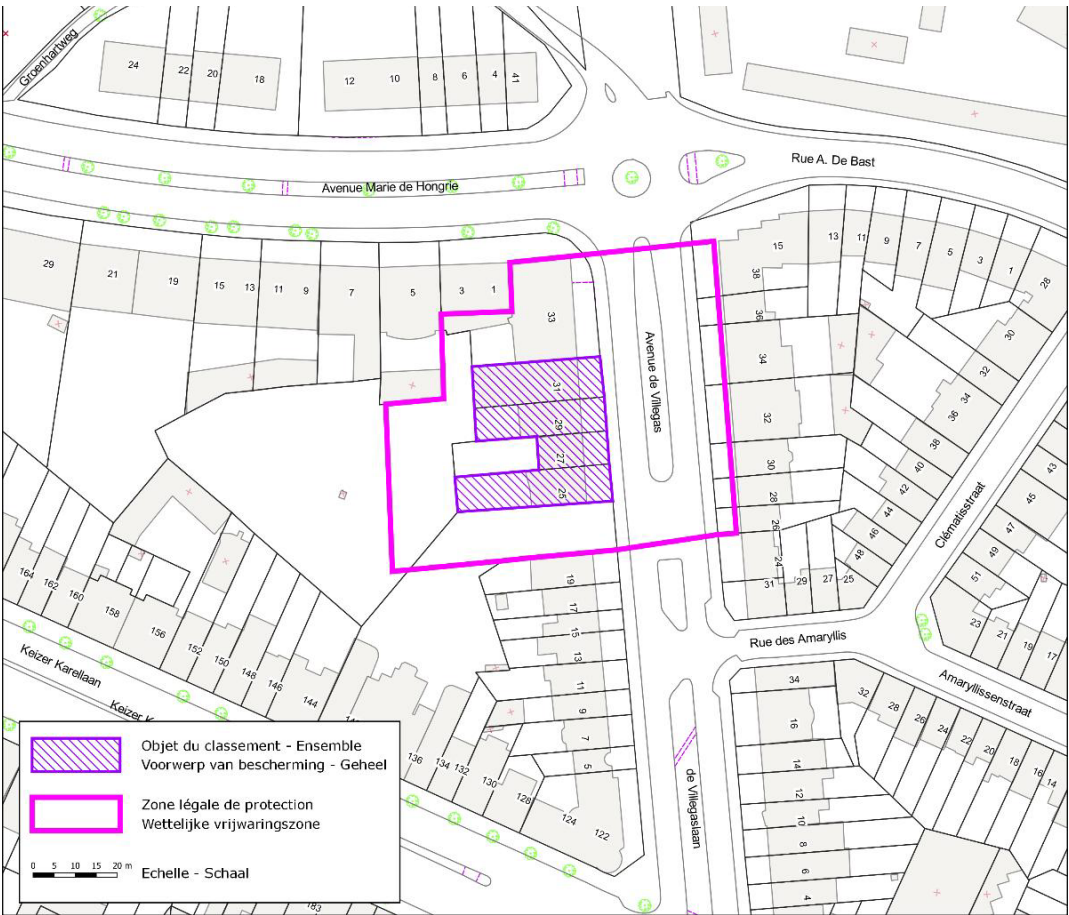 Groenhartweg
24 22 20 18 12 10 8 6 4 41
Rue A. De Bast
Avenue Marie de Hongrie
29 21 19 15 13 11 9 7 5 3 1 33
15 13 11 9 7 5 3 1 28
38
36
34
32
30
28
26
24
31 29 27 25
30
32
34
36
38
40
42
44
46
48
Avenue de Villegas
31
29
27
25
Clématisstraat
43
45
47
49
51
23 21 19 17
19
17
15
13
11
9
7
5
Rue des Amaryllis
Amaryllissenstraat
34
16
14
12
10
8
6
4
32 28 26 24 22 20 18 16 14
de Villegaslaan
164 162 160 158 156 152 150 148 146 144
136 134 132 130 128 124 122
Keizer Karellaan
Keizer K
183
Objet du classement - Ensemble
Voorwerp van bescherming - Geheel
Zone légale de protection
Wettelijke vrijwaringszone
0 5 10 15 20 m
Echelle - Schaal